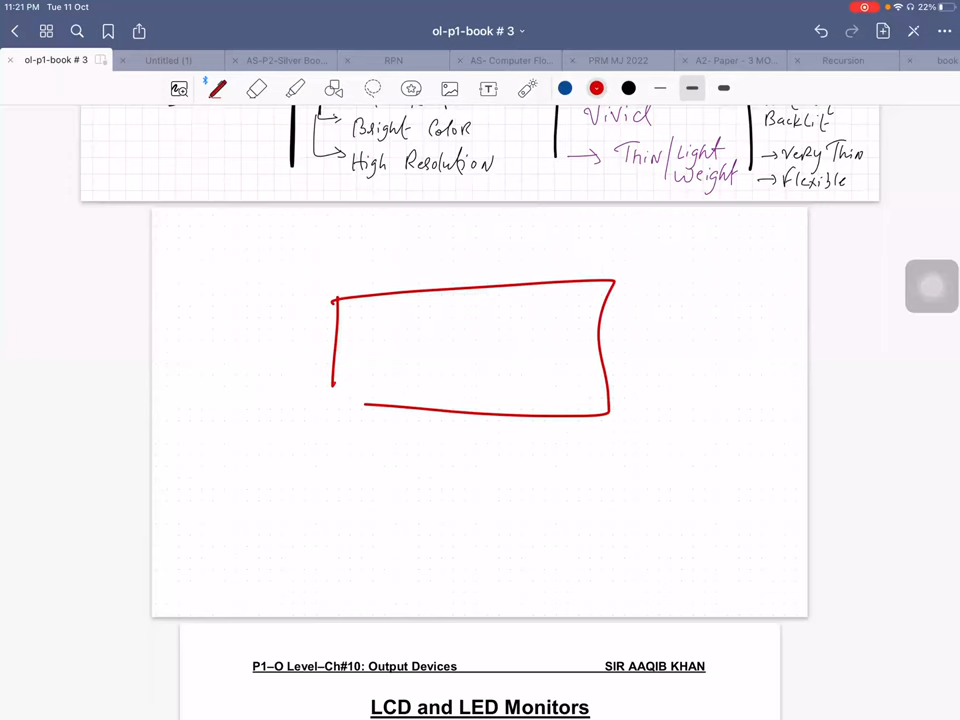 11:21 PM Tue 11 Oct
22%
ol-p1-book # 3
ol-p1-book # 3
Untitled (1)
AS-P2-Silver Boo...
RPN
AS- Computer Flo...
PRM MJ 2022
A2- Paper - 3 MO...
Recursion
book
Bright Color
High Resolution
Vivid
Thin/Light
Weight
Backlit
Very Thin
Flexible
P1–O Level–Ch#10: Output Devices
SIR AAQIB KHAN
LCD and LED Monitors